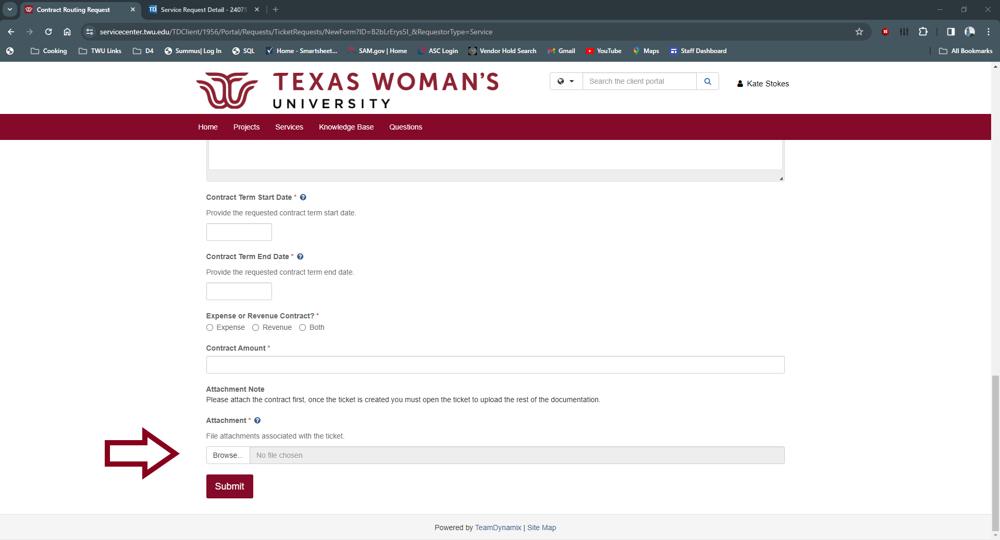 Contract Routing Request
TD Service Request Detail - 24075
servicecenter.twu.edu/TDClient/1956/Portal/Requests/TicketRequests/NewForm?ID=B2bLrErys5I_&RequestorType=Service
Cooking TWU Links D4 Summus| Log In SQL Home - Smartsheet... SAM.gov | Home ASC Login Vendor Hold Search Gmail YouTube Maps Staff Dashboard All Bookmarks
TEXAS WOMAN'S
UNIVERSITY
Search the client portal
Kate Stokes
Home Projects Services Knowledge Base Questions
Contract Term Start Date *
Provide the requested contract term start date.
Contract Term End Date *
Provide the requested contract term end date.
Expense or Revenue Contract? *
Expense Revenue Both
Contract Amount *
Attachment Note
Please attach the contract first, once the ticket is created you must open the ticket to upload the rest of the documentation.
Attachment *
File attachments associated with the ticket.
Browse... No file chosen
Submit
Powered by TeamDynamix | Site Map